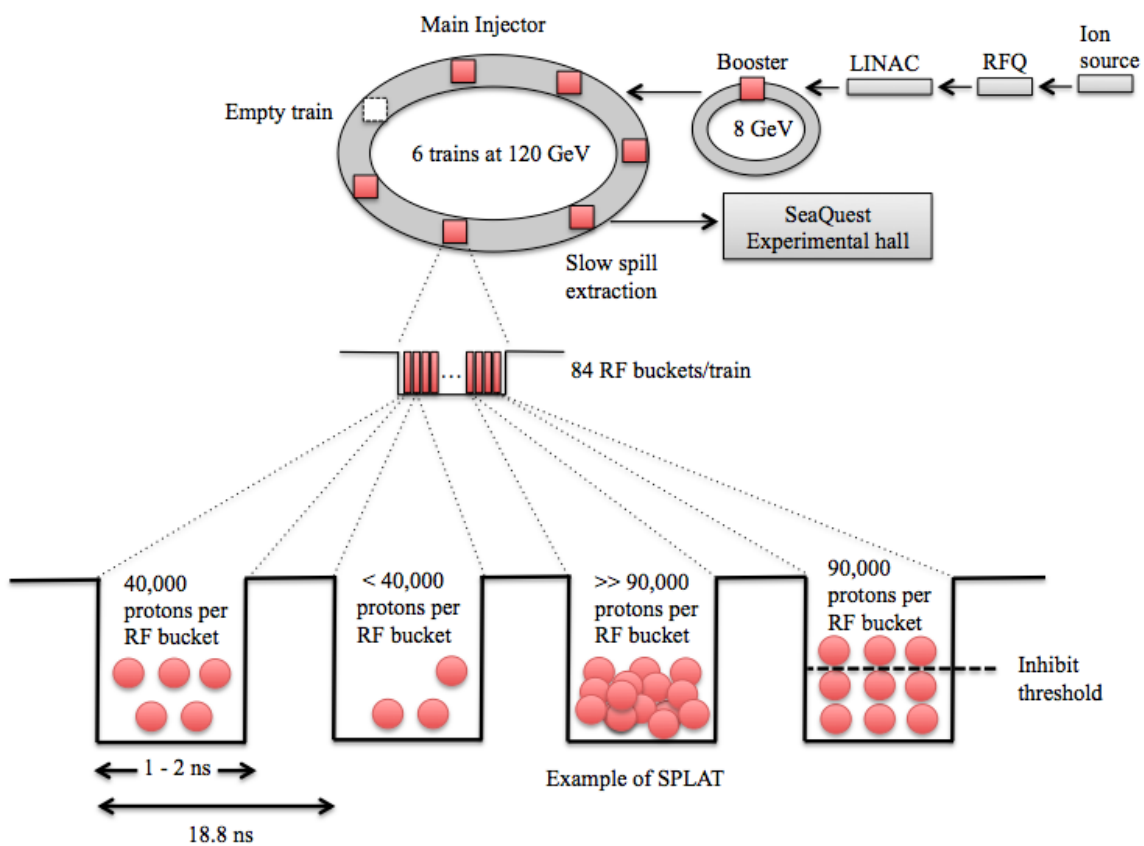 Main Injector
Ion
source
RFQ
LINAC
Booster
Empty train
6 trains at 120 GeV
8 GeV
SeaQuest
Experimental hall
Slow spill
extraction
...
84 RF buckets/train
40,000
protons per
RF bucket
< 40,000
protons per
RF bucket
>> 90,000
protons per
RF bucket
90,000
protons per
RF bucket
Inhibit
threshold
1 - 2 ns
Example of SPLAT
18.8 ns